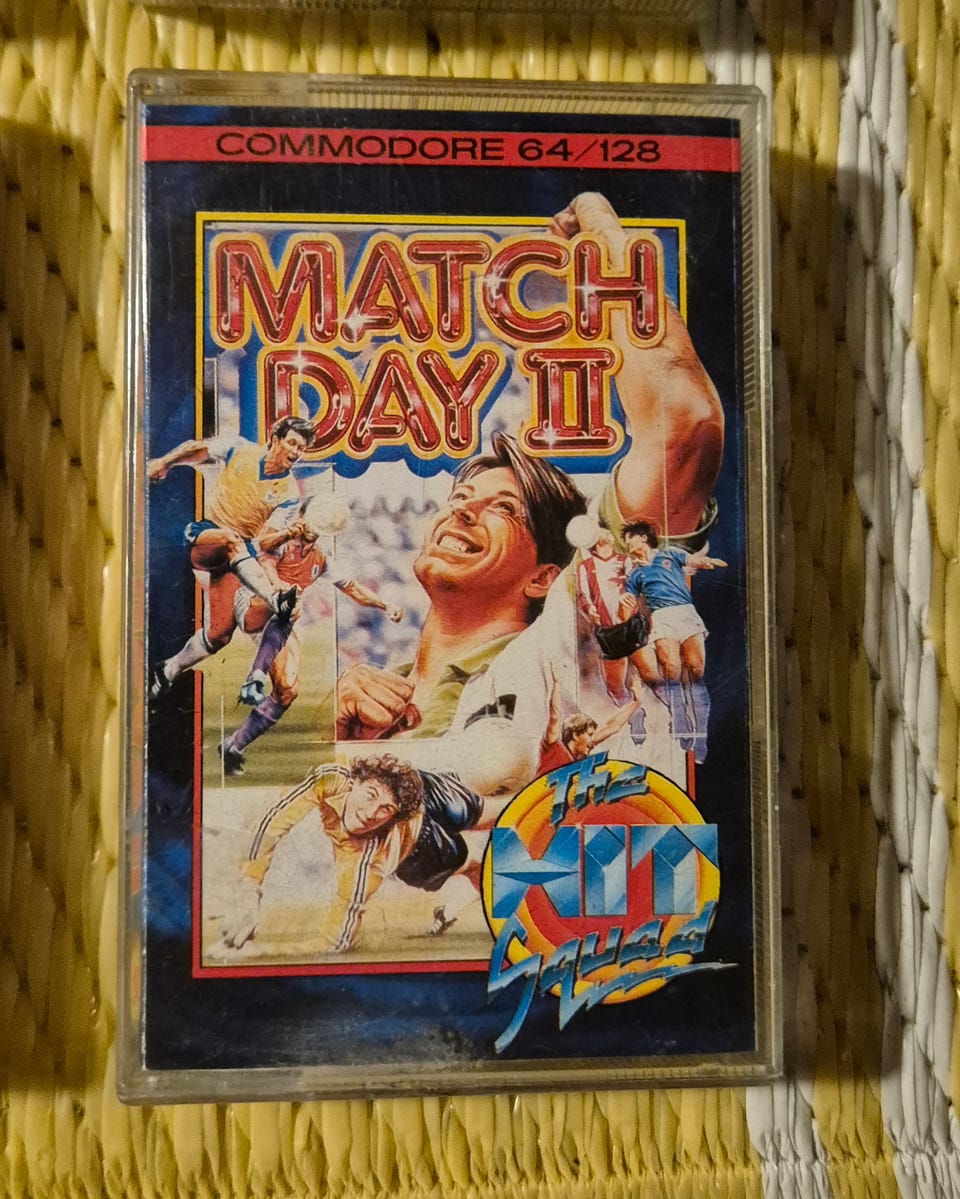 COMMODORE 64/128
MATCH
DAY II
The
HIT
Squad